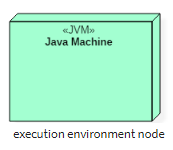 «JVM»
Java Machine
execution environment node